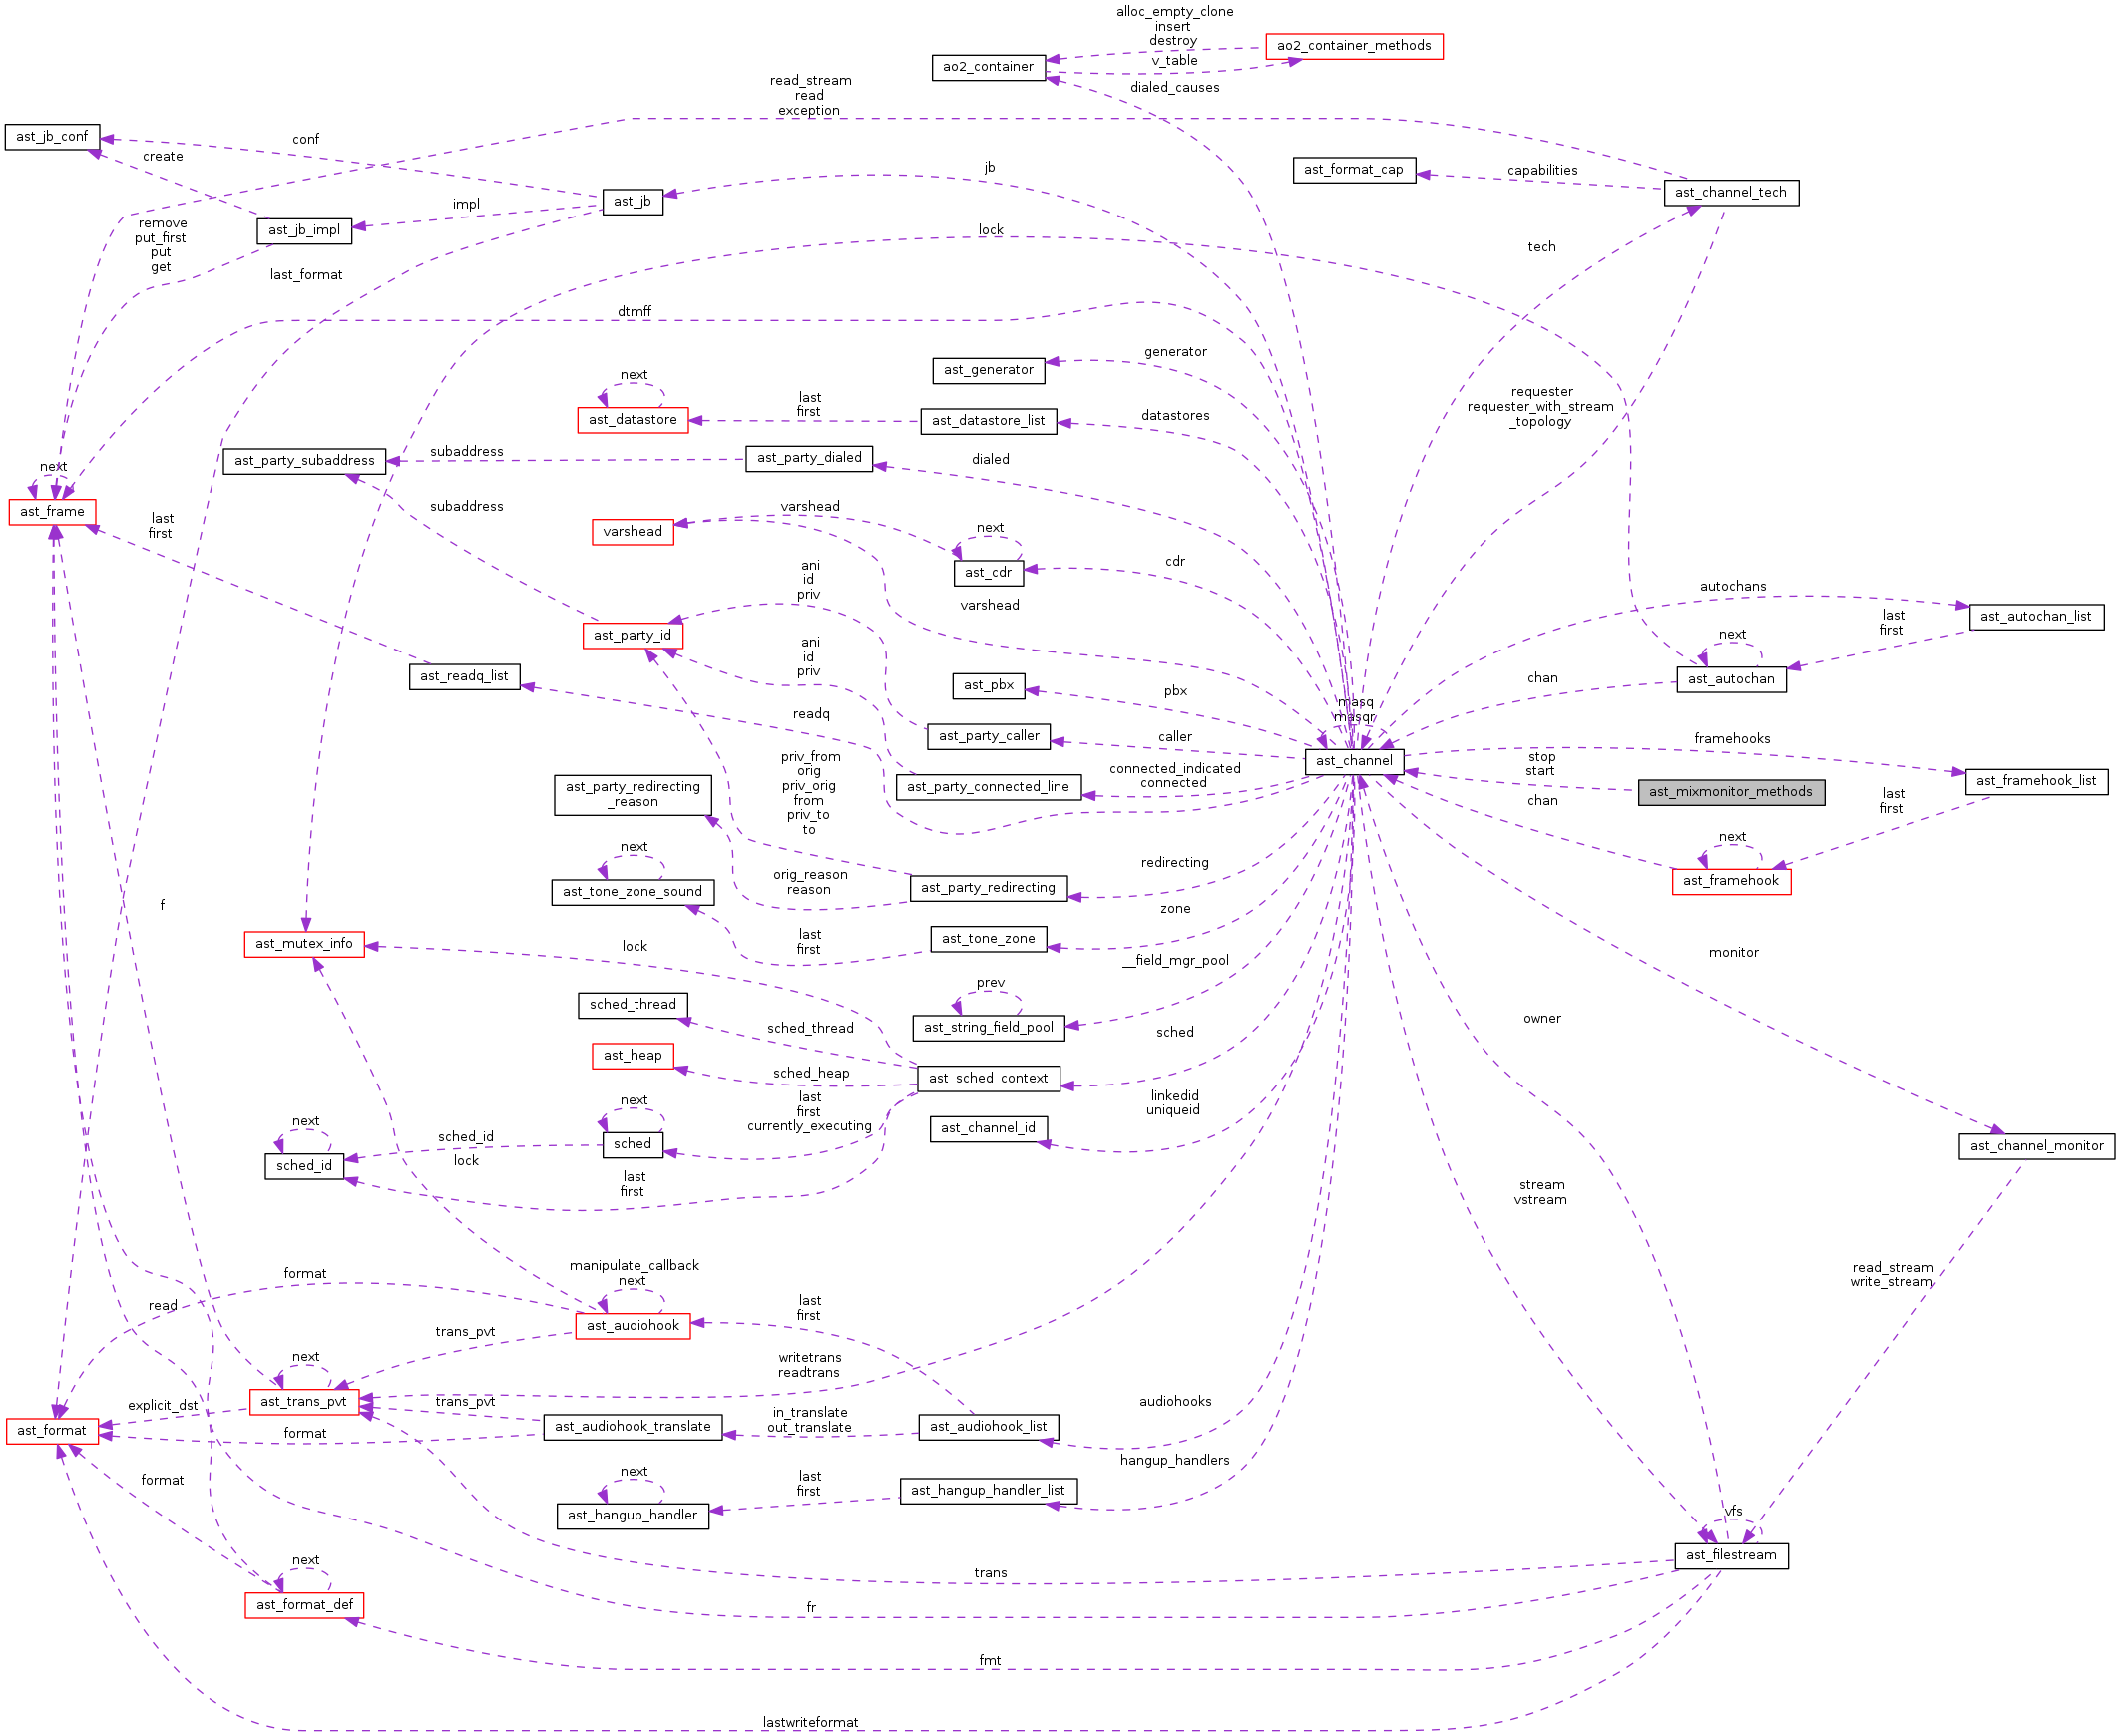 alloc_empty_clone
insert
destroy
ao2_container_methods
ao2_container
v_table
dialed_causes
read_stream
read
exception
ast_jb_conf
conf
create
jb
ast_format_cap
capabilities
ast_channel_tech
ast_jb
impl
ast_jb_impl
remove
put_first
put
get
lock
tech
last_format
dtmff
generator
ast_generator
next
ast_datastore
last
first
ast_datastore_list
datastores
requester
requester_with_stream
_topology
ast_party_subaddress
subaddress
ast_party_dialed
dialed
next
ast_frame
last
first
subaddress
varshead
varshead
next
ast_cdr
cdr
ani
id
priv
varshead
autochans
ast_autochan_list
last
first
ast_party_id
next
ast_autochan
ani
id
priv
ast_readq_list
ast_pbx
pbx
chan
masq
masqr
readq
ast_party_caller
caller
ast_channel
framehooks
ast_framehook_list
priv_from
orig
priv_orig
from
priv_to
to
ast_party_redirecting
_reason
ast_party_connected_line
connected_indicated
connected
stop
start
ast_mixmonitor_methods
chan
last
first
next
ast_framehook
next
ast_tone_zone_sound
orig_reason
reason
ast_party_redirecting
redirecting
f
zone
ast_mutex_info
lock
last
first
ast_tone_zone
monitor
__field_mgr_pool
prev
ast_string_field_pool
sched_thread
sched_thread
owner
sched
ast_heap
sched_heap
ast_sched_context
last
first
currently_executing
linkedid
uniqueid
ast_channel_id
next
sched
next
sched_id
sched_id
lock
ast_channel_monitor
last
first
stream
vstream
format
manipulate_callback
next
read_stream
write_stream
read
ast_audiohook
last
first
trans_pvt
next
ast_trans_pvt
writetrans
readtrans
explicit_dst
trans_pvt
audiohooks
ast_format
format
ast_audiohook_translate
in_translate
out_translate
ast_audiohook_list
hangup_handlers
format
next
ast_hangup_handler
last
first
ast_hangup_handler_list
vfs
ast_filestream
next
ast_format_def
trans
fr
fmt
lastwriteformat